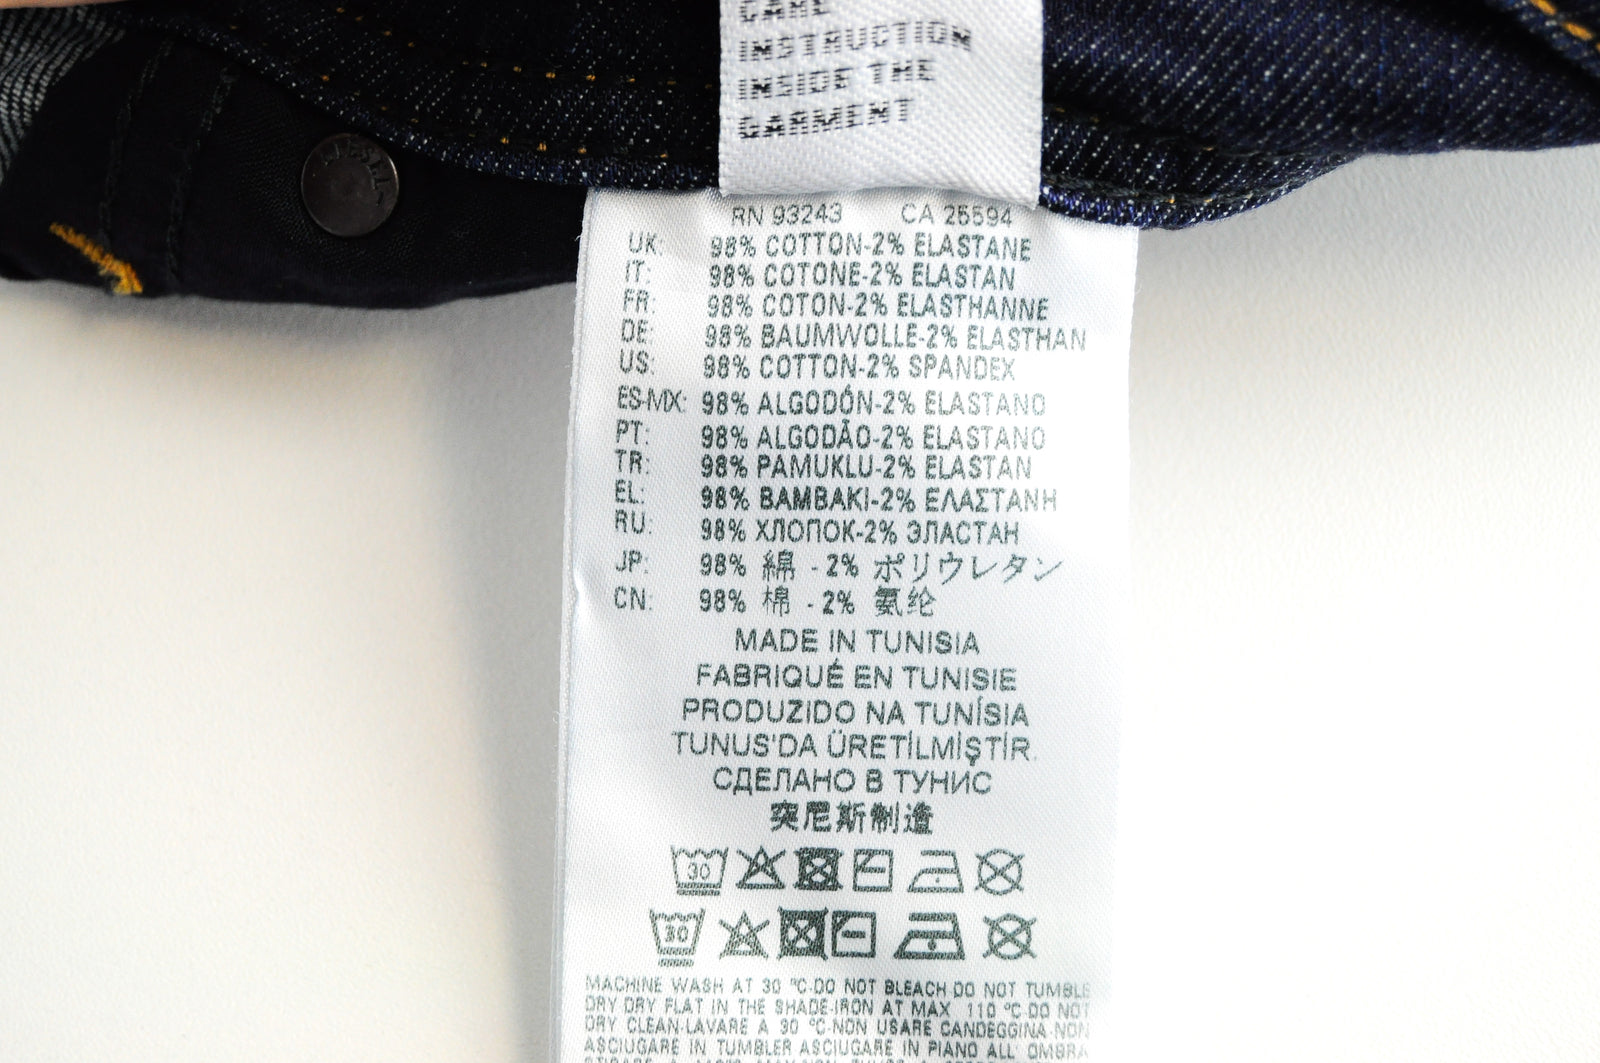 CARE
INSTRUCTION
INSIDE THE
GARMENT
DIESEL
RN 93243 CA 25594
UK: 98% COTTON-2% ELASTANE
IT: 98% COTONE-2% ELASTAN
FR: 98% COTON-2% ELASTHANNE
DE: 98% BAUMWOLLE-2% ELASTHAN
US: 98% COTTON-2% SPANDEX
ES-MX: 98% ALGODÓN-2% ELASTANO
PT: 98% ALGODÃO-2% ELASTANO
TR: 98% PAMUKLU-2% ELASTAN
EL: 98% ΒΑΜΒΑΚΙ-2% ΕΛΑΣΤΑΝΗ
RU: 98% ХЛОПОК-2% ЭЛАСТАН
JP: 98% 綿 - 2% ポリウレタン
CN: 98% 棉 - 2% 氨纶
MADE IN TUNISIA
FABRIQUÉ EN TUNISIE
PRODUZIDO NA TUNÍSIA
TUNUS'DA ÜRETİLMİŞTİR.
СДЕЛАНО В ТУНИС
突尼斯制造
30
30
MACHINE WASH AT 30 °C-DO NOT BLEACH DO NOT TUMBLE
DRY DRY FLAT IN THE SHADE-IRON AT MAX 110 °C-DO NOT
DRY CLEAN-LAVARE A 30 °C-NON USARE CANDEGGINA-NON
ASCIUGARE IN TUMBLER ASCIUGARE IN PIANO ALL' OMBRA